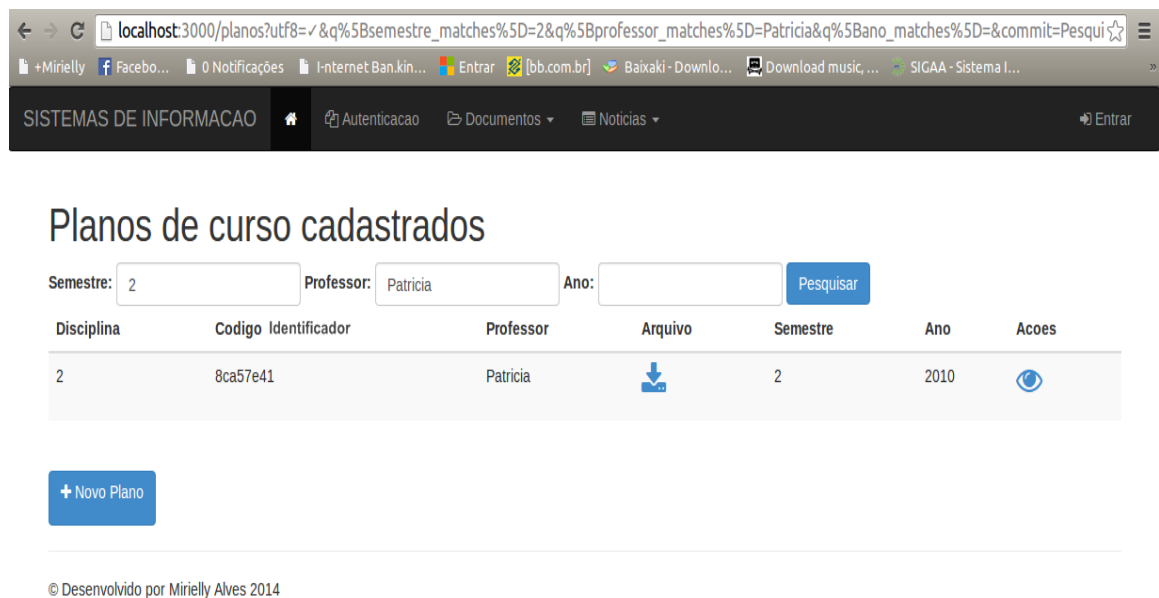 localhost:3000/planos?utf8=✓&q%5Bsemestre_matches%5D=2&q%5Bprofessor_matches%5D=Patricia&q%5Bano_matches%5D=&commit=Pesqui
+Mirielly Facebo... 0 Notificações I-nternet Ban.kin... Entrar [bb.com.br] Baixaki - Downlo... Download music, ... SIGAA - Sistema I... »
SISTEMAS DE INFORMACAO Autenticacao Documentos Noticias Entrar
Planos de curso cadastrados
Semestre: 2 Professor: Patricia Ano: Pesquisar
Disciplina Codigo Identificador Professor Arquivo Semestre Ano Acoes
2 8ca57e41 Patricia 2 2010
+ Novo Plano
© Desenvolvido por Mirielly Alves 2014